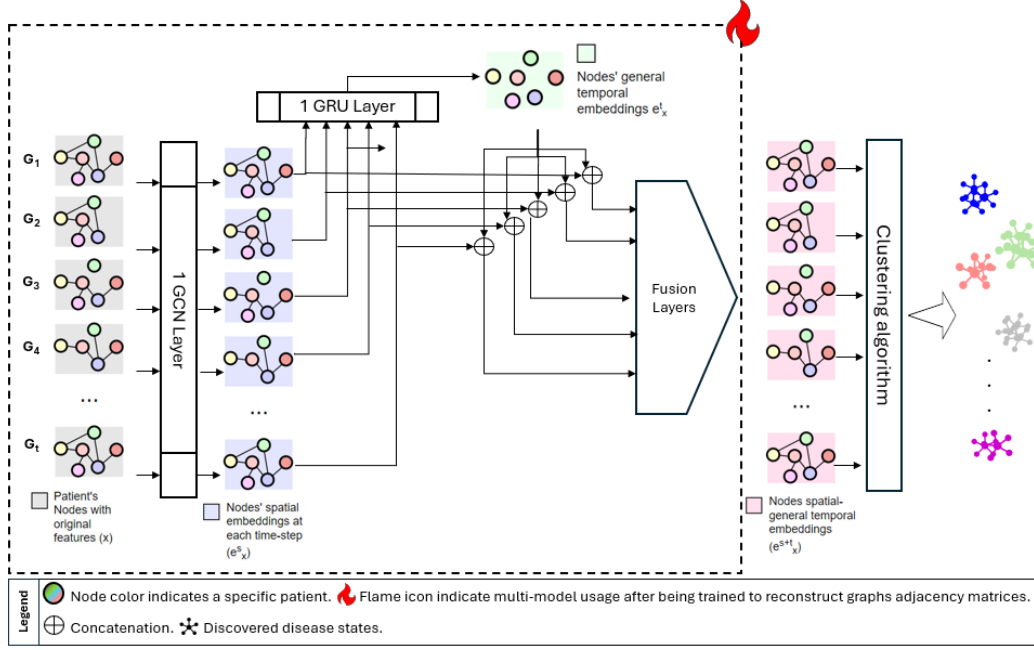 1 GRU Layer
Nodes' general
temporal
embeddings e^t_x
G1
G2
G3
G4
...
Gt
1 GCN Layer
...
Fusion
Layers
...
Clustering algorithm
.
.
.
Patient's
Nodes with
original
features (x)
Nodes' spatial
embeddings at
each time-step
(e^s_x)
Nodes spatial-
general temporal
embeddings
(e^s+t_x)
Legend
Node color indicates a specific patient. Flame icon indicate multi-model usage after being trained to reconstruct graphs adjacency matrices.
Concatenation. Discovered disease states.